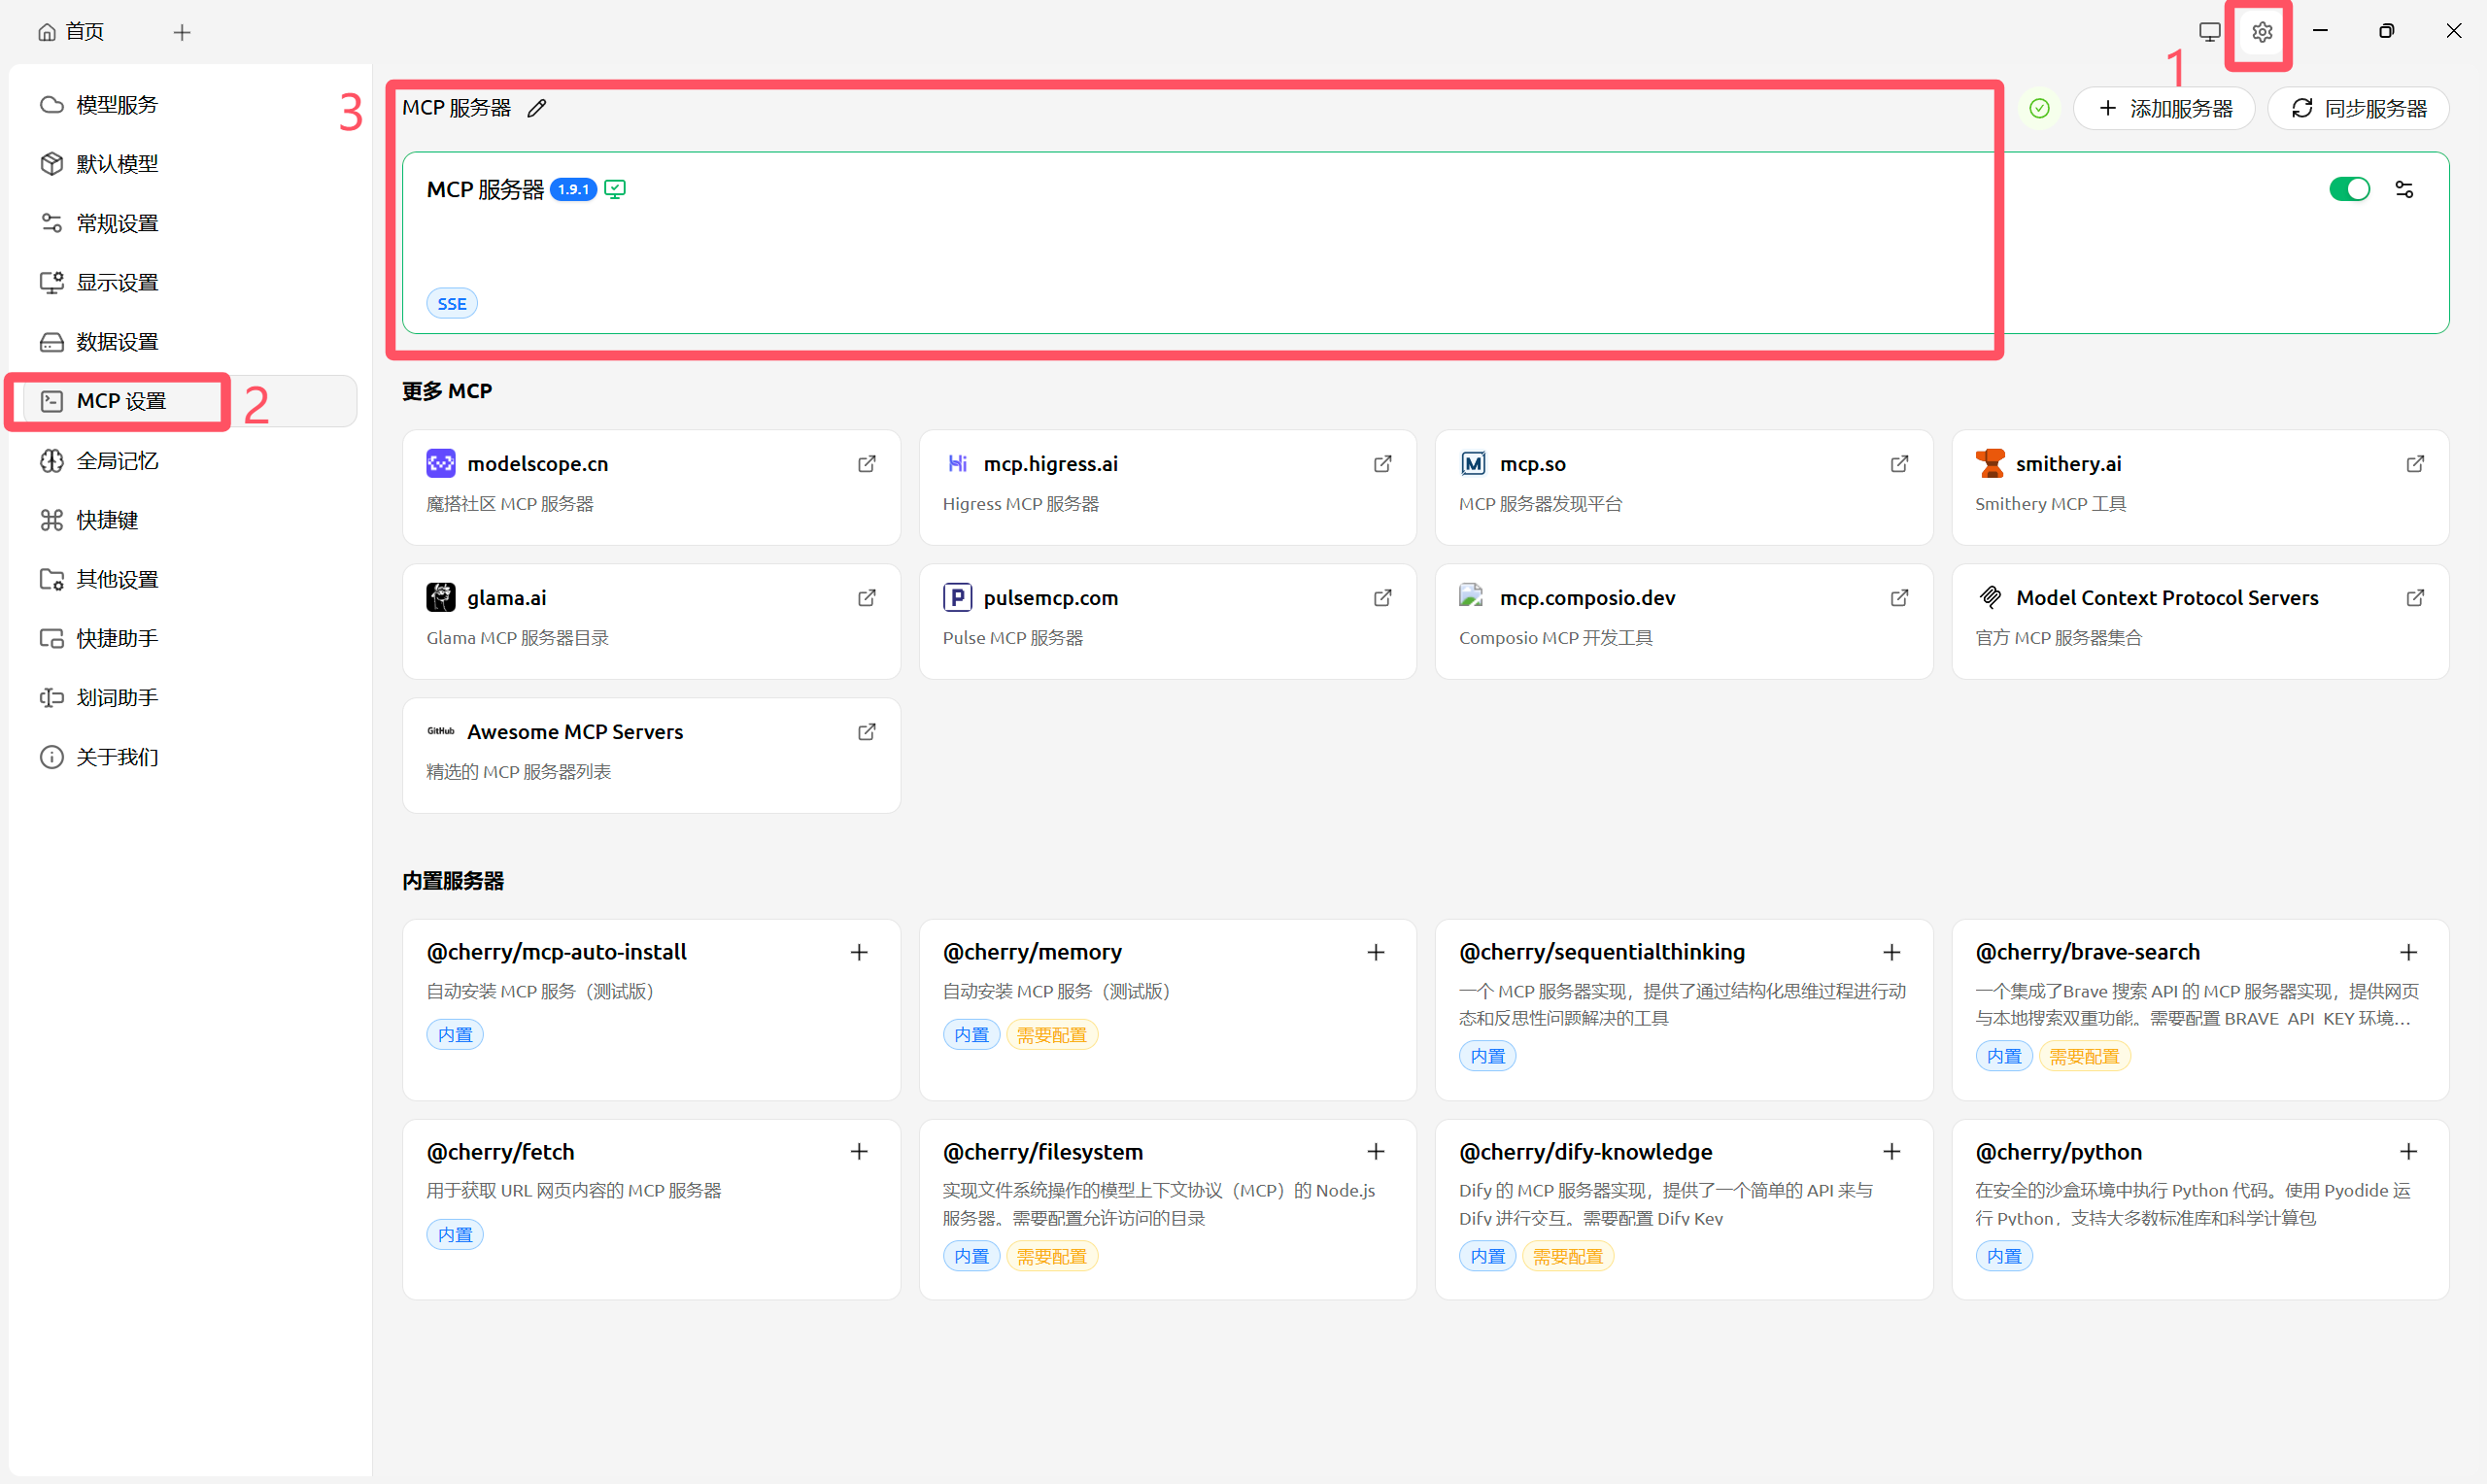 首页
1
模型服务
默认模型
常规设置
显示设置
数据设置
MCP 设置
2
全局记忆
快捷键
其他设置
快捷助手
划词助手
关于我们
3
MCP 服务器
添加服务器
同步服务器
MCP 服务器 1.9.1
SSE
更多 MCP
modelscope.cn
魔搭社区 MCP 服务器
mcp.higress.ai
Higress MCP 服务器
mcp.so
MCP 服务器发现平台
smithery.ai
Smithery MCP 工具
glama.ai
Glama MCP 服务器目录
pulsemcp.com
Pulse MCP 服务器
mcp.composio.dev
Composio MCP 开发工具
Model Context Protocol Servers
官方 MCP 服务器集合
GitHub Awesome MCP Servers
精选的 MCP 服务器列表
内置服务器
@cherry/mcp-auto-install
自动安装 MCP 服务（测试版）
内置
@cherry/memory
自动安装 MCP 服务（测试版）
内置 需要配置
@cherry/sequentialthinking
一个 MCP 服务器实现，提供了通过结构化思维过程进行动
态和反思性问题解决的工具
内置
@cherry/brave-search
一个集成了Brave 搜索 API 的 MCP 服务器实现，提供网页
与本地搜索双重功能。需要配置 BRAVE_API_KEY 环境...
内置 需要配置
@cherry/fetch
用于获取 URL 网页内容的 MCP 服务器
内置
@cherry/filesystem
实现文件系统操作的模型上下文协议（MCP）的 Node.js
服务器。需要配置允许访问的目录
内置 需要配置
@cherry/dify-knowledge
Dify 的 MCP 服务器实现，提供了一个简单的 API 来与
Dify 进行交互。需要配置 Dify Key
内置 需要配置
@cherry/python
在安全的沙盒环境中执行 Python 代码。使用 Pyodide 运
行 Python，支持大多数标准库和科学计算包
内置